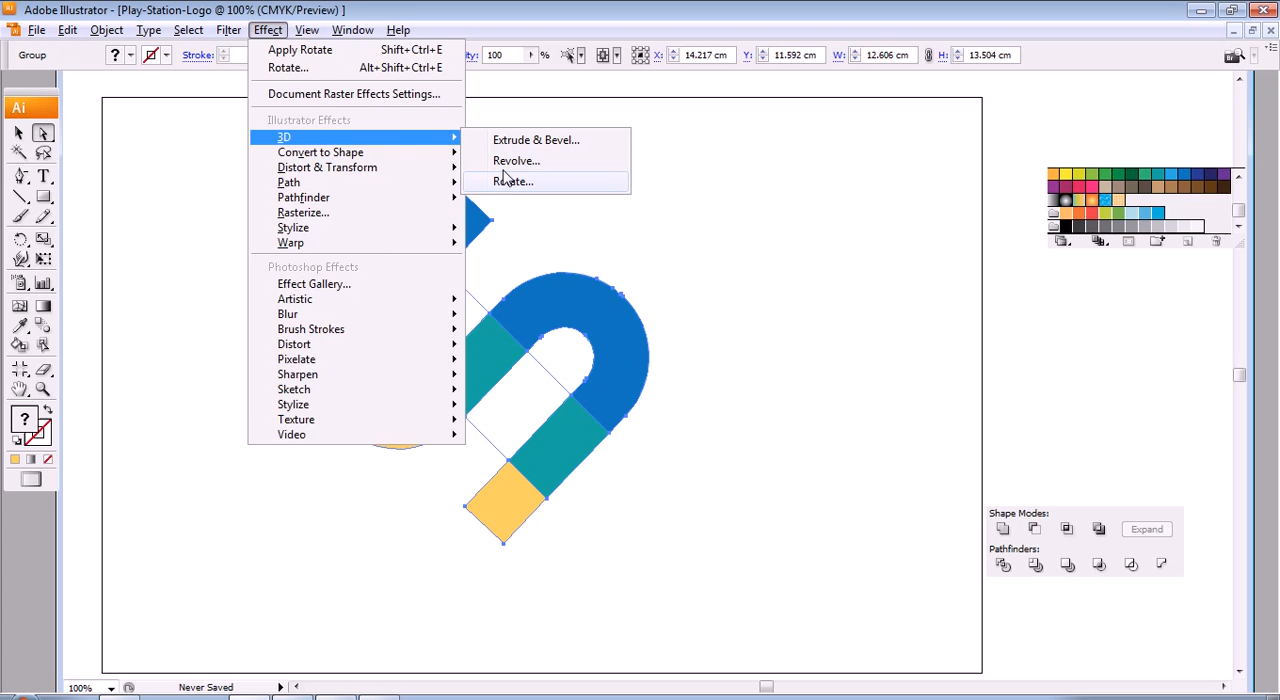 Adobe Illustrator - [Play-Station-Logo @ 100% (CMYK/Preview) ]
File Edit Object Type Select Filter Effect View Window Help
Group ? Stroke: ity: 100 % X: 14.217 cm Y: 11.592 cm W: 12.606 cm H: 13.504 cm
Apply Rotate Shift+Ctrl+E
Rotate... Alt+Shift+Ctrl+E
Document Raster Effects Settings...
Illustrator Effects
3D
Convert to Shape
Distort & Transform
Path
Pathfinder
Rasterize...
Stylize
Warp
Photoshop Effects
Effect Gallery...
Artistic
Blur
Brush Strokes
Distort
Pixelate
Sharpen
Sketch
Stylize
Texture
Video
Extrude & Bevel...
Revolve...
Rotate...
Ai
T
?
Shape Modes:
Expand
Pathfinders:
100% Never Saved